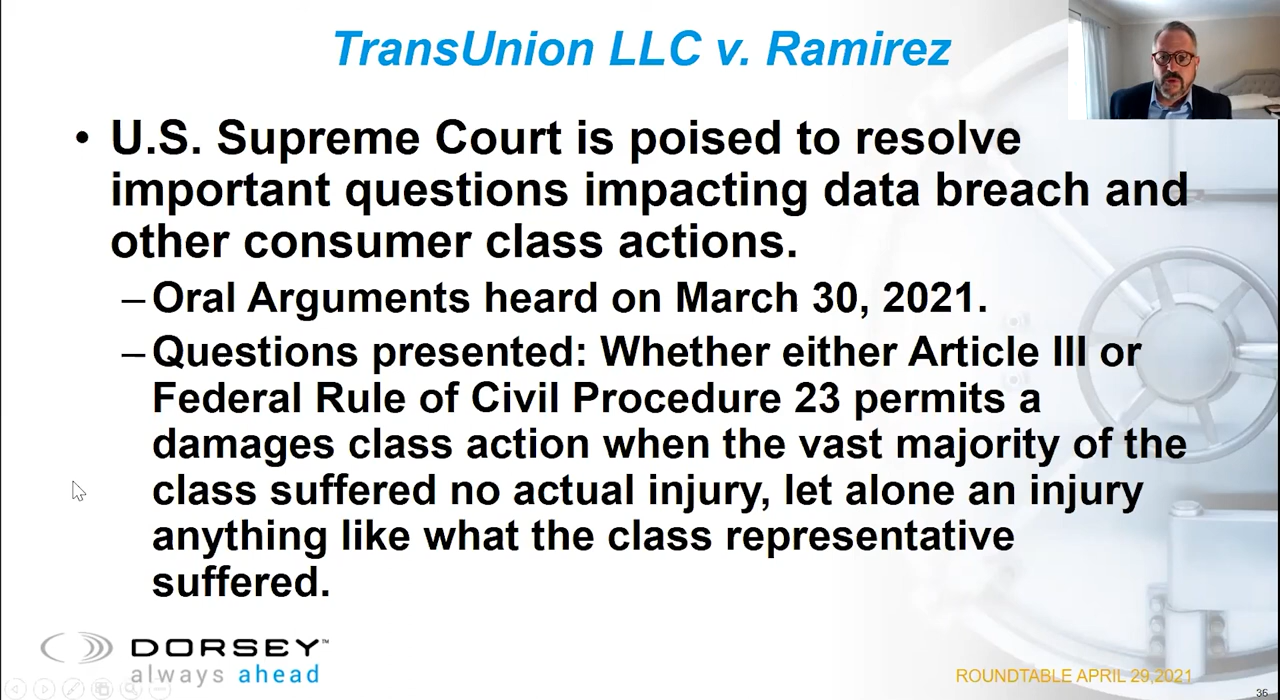 TransUnion LLC v. Ramirez
• U.S. Supreme Court is poised to resolve
important questions impacting data breach and
other consumer class actions.
– Oral Arguments heard on March 30, 2021.
– Questions presented: Whether either Article III or
Federal Rule of Civil Procedure 23 permits a
damages class action when the vast majority of the
class suffered no actual injury, let alone an injury
anything like what the class representative
suffered.
DORSEY™
always ahead
ROUNDTABLE APRIL 29,2021
36